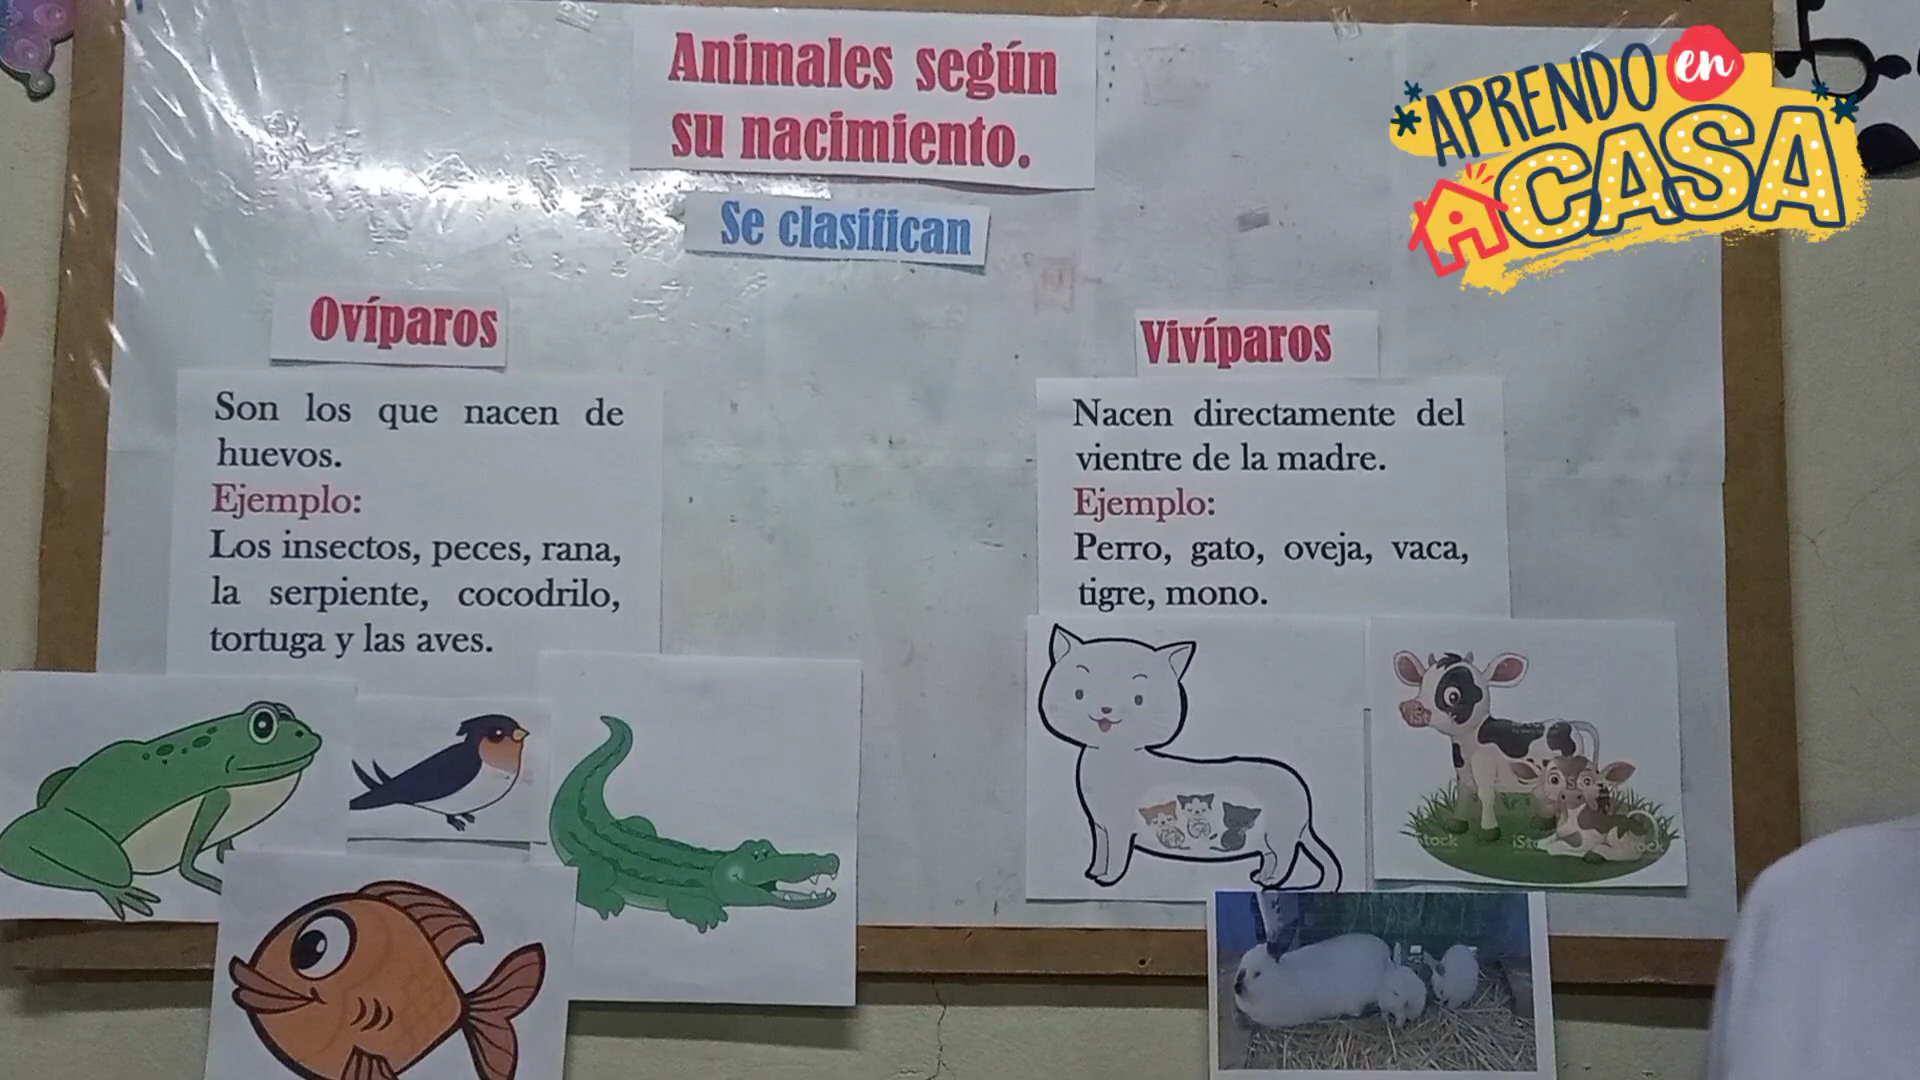 Animales según
su nacimiento.
Se clasifican
Ovíparos
Son los que nacen de
huevos.
Ejemplo:
Los insectos, peces, rana,
la serpiente, cocodrilo,
tortuga y las aves.
Vivíparos
Nacen directamente del
vientre de la madre.
Ejemplo:
Perro, gato, oveja, vaca,
tigre, mono.
APRENDO en
CASA